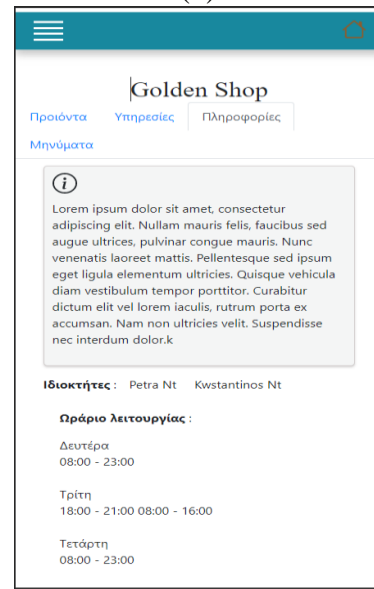 Golden Shop
Προιόντα Υπηρεσίες Πληροφορίες
Μηνύματα
i
Lorem ipsum dolor sit amet, consectetur
adipiscing elit. Nullam mauris felis, faucibus sed
augue ultrices, pulvinar congue mauris. Nunc
venenatis laoreet mattis. Pellentesque sed ipsum
eget ligula elementum ultricies. Quisque vehicula
diam vestibulum tempor porttitor. Curabitur
dictum elit vel lorem iaculis, rutrum porta ex
accumsan. Nam non ultricies velit. Suspendisse
nec interdum dolor.k
Ιδιοκτήτες : Petra Nt Kwstantinos Nt
Ωράριο λειτουργίας :
Δευτέρα
08:00 - 23:00
Τρίτη
18:00 - 21:00 08:00 - 16:00
Τετάρτη
08:00 - 23:00